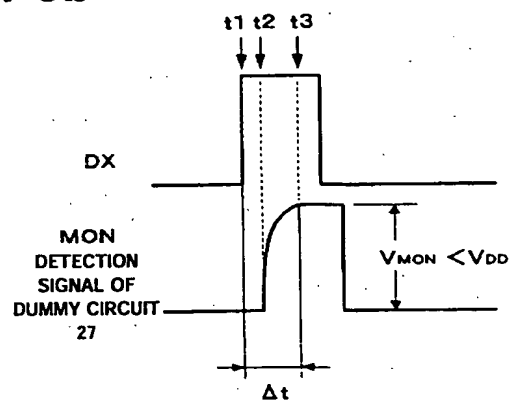 t1 t2 t3
DX
MON
DETECTION
SIGNAL OF
DUMMY CIRCUIT
27
VMON <VDD
Δt